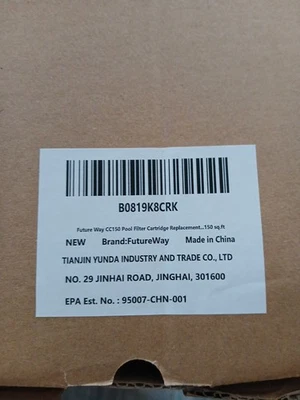 B0819K8CRK
Future Way CC150 Pool Filter Cartridge Replacement...150 sq.ft
NEW Brand:FutureWay Made in China
TIANJIN YUNDA INDUSTRY AND TRADE CO., LTD
NO. 29 JINHAI ROAD, JINGHAI, 301600
EPA Est. No. : 95007-CHN-001